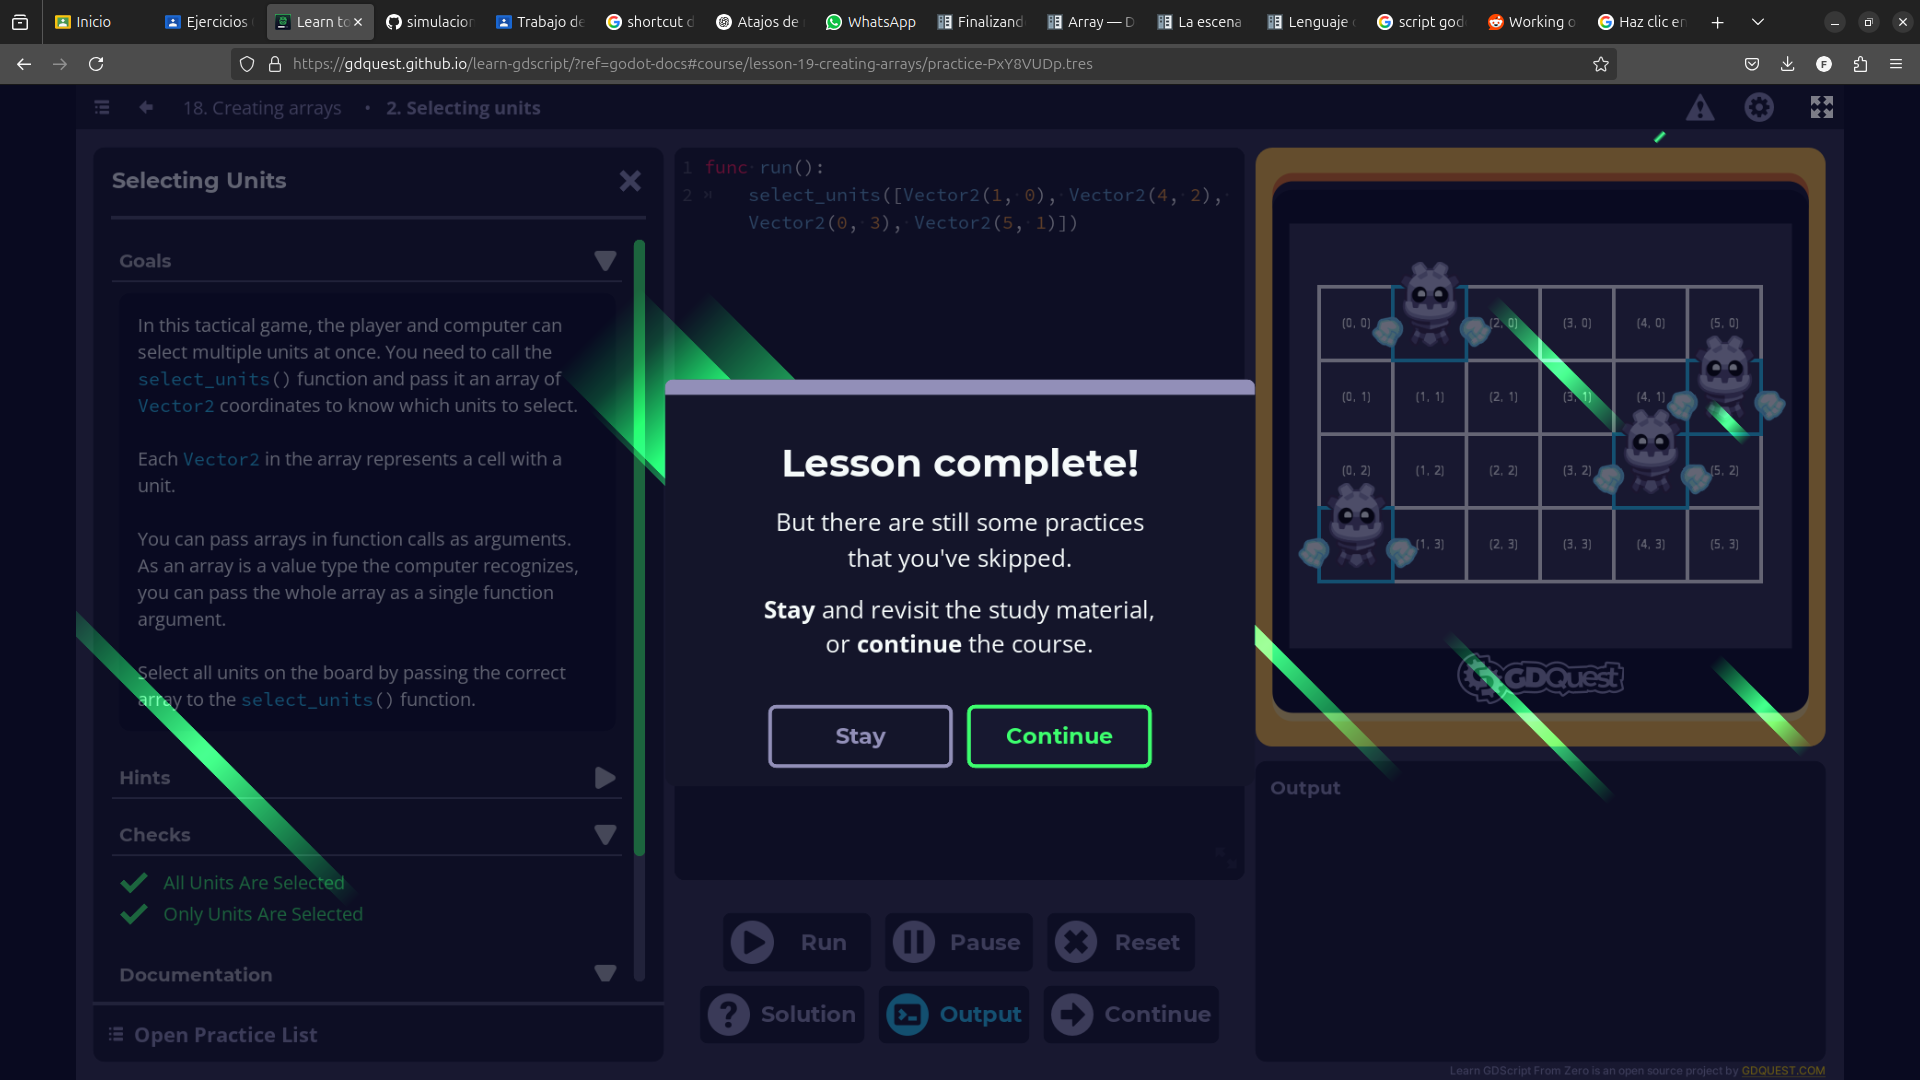 Inicio
Ejercicios
Learn to
simulacion
Trabajo de
shortcut d
Atajos de
WhatsApp
Finalizand
Array — D
La escena
Lenguaje
script god
Working o
Haz clic en
https://gdquest.github.io/learn-gdscript/?ref=godot-docs#course/lesson-19-creating-arrays/practice-PxY8VUDp.tres
18. Creating arrays • 2. Selecting units
Selecting Units
Goals
In this tactical game, the player and computer can
select multiple units at once. You need to call the
select_units() function and pass it an array of
Vector2 coordinates to know which units to select.
Each Vector2 in the array represents a cell with a
unit.
You can pass arrays in function calls as arguments.
As an array is a value type the computer recognizes,
you can pass the whole array as a single function
argument.
Select all units on the board by passing the correct
array to the select_units() function.
Hints
Checks
All Units Are Selected
Only Units Are Selected
Documentation
Open Practice List
1 func run():
2 select_units([Vector2(1, 0), Vector2(4, 2),
Vector2(0, 3), Vector2(5, 1)])
Lesson complete!
But there are still some practices
that you've skipped.
Stay and revisit the study material,
or continue the course.
Stay
Continue
Run
Pause
Reset
Solution
Output
Continue
(0, 0) (2, 0) (3, 0) (4, 0) (5, 0)
(0, 1) (1, 1) (2, 1) (3, 1) (4, 1)
(0, 2) (1, 2) (2, 2) (3, 2) (5, 2)
(1, 3) (2, 3) (3, 3) (4, 3) (5, 3)
GDQuest
Output
Learn GDScript From Zero is an open source project by GDQUEST.COM